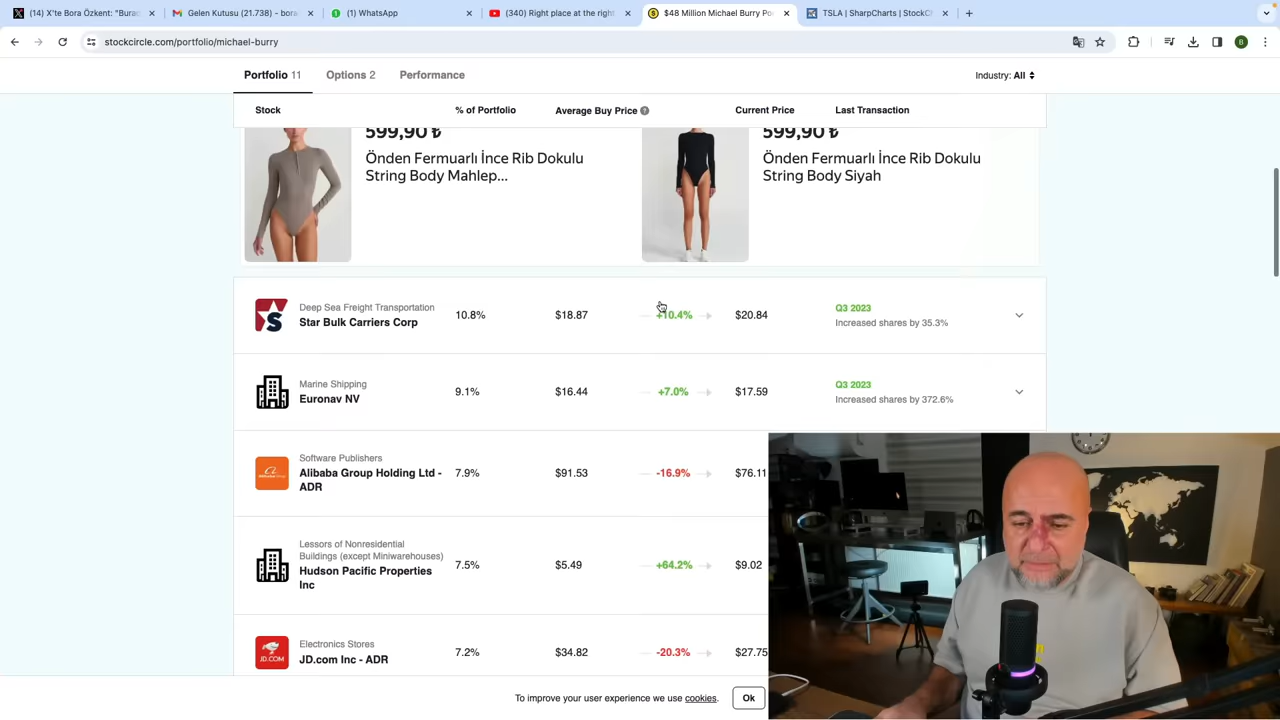 (14) X'te Bora Özkent: "Burad
Gelen Kutusu (21.738) - bora
(1) WhatsApp
(340) Right place at the right
$48 Million Michael Burry Po
TSLA | SharpCharts | StockC
stockcircle.com/portfolio/michael-burry
B
Portfolio 11
Options 2
Performance
Industry: All
Stock
% of Portfolio
Average Buy Price ?
Current Price
Last Transaction
599,90 ₺
Önden Fermuarlı İnce Rib Dokulu
String Body Mahlep...
599,90 ₺
Önden Fermuarlı İnce Rib Dokulu
String Body Siyah
Deep Sea Freight Transportation
Star Bulk Carriers Corp
10.8%
$18.87
+10.4%
$20.84
Q3 2023
Increased shares by 35.3%
Marine Shipping
Euronav NV
9.1%
$16.44
+7.0%
$17.59
Q3 2023
Increased shares by 372.6%
Software Publishers
Alibaba Group Holding Ltd -
ADR
7.9%
$91.53
-16.9%
$76.11
Lessors of Nonresidential
Buildings (except Miniwarehouses)
Hudson Pacific Properties
Inc
7.5%
$5.49
+64.2%
$9.02
JD.COM
Electronics Stores
JD.com Inc - ADR
7.2%
$34.82
-20.3%
$27.75
To improve your user experience we use cookies.
Ok